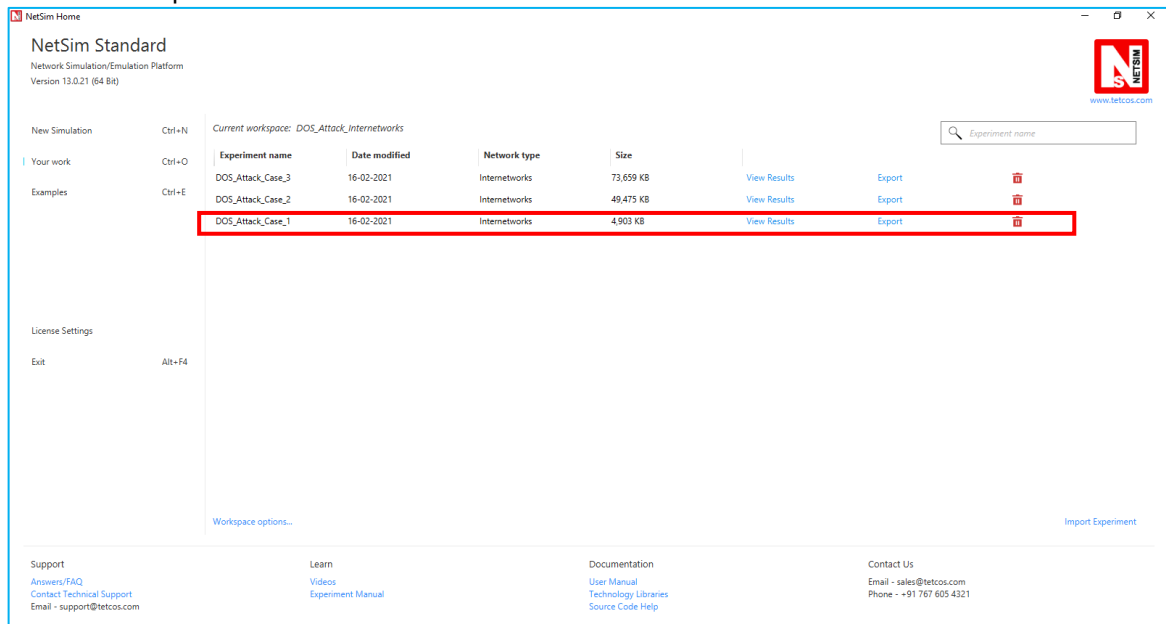 NetSim Home
NetSim Standard
Network Simulation/Emulation Platform
Version 13.0.21 (64 Bit)
NETSIM
www.tetcos.com
New Simulation Ctrl+N
Your work Ctrl+O
Examples Ctrl+E
License Settings
Exit Alt+F4
Current workspace: DOS_Attack_Internetworks
Experiment name
Experiment name Date modified Network type Size
DOS_Attack_Case_3 16-02-2021 Internetworks 73,659 KB View Results Export
DOS_Attack_Case_2 16-02-2021 Internetworks 49,475 KB View Results Export
DOS_Attack_Case_1 16-02-2021 Internetworks 4,903 KB View Results Export
Workspace options... Import Experiment
Support
Answers/FAQ
Contact Technical Support
Email - support@tetcos.com
Learn
Videos
Experiment Manual
Documentation
User Manual
Technology Libraries
Source Code Help
Contact Us
Email - sales@tetcos.com
Phone - +91 767 605 4321